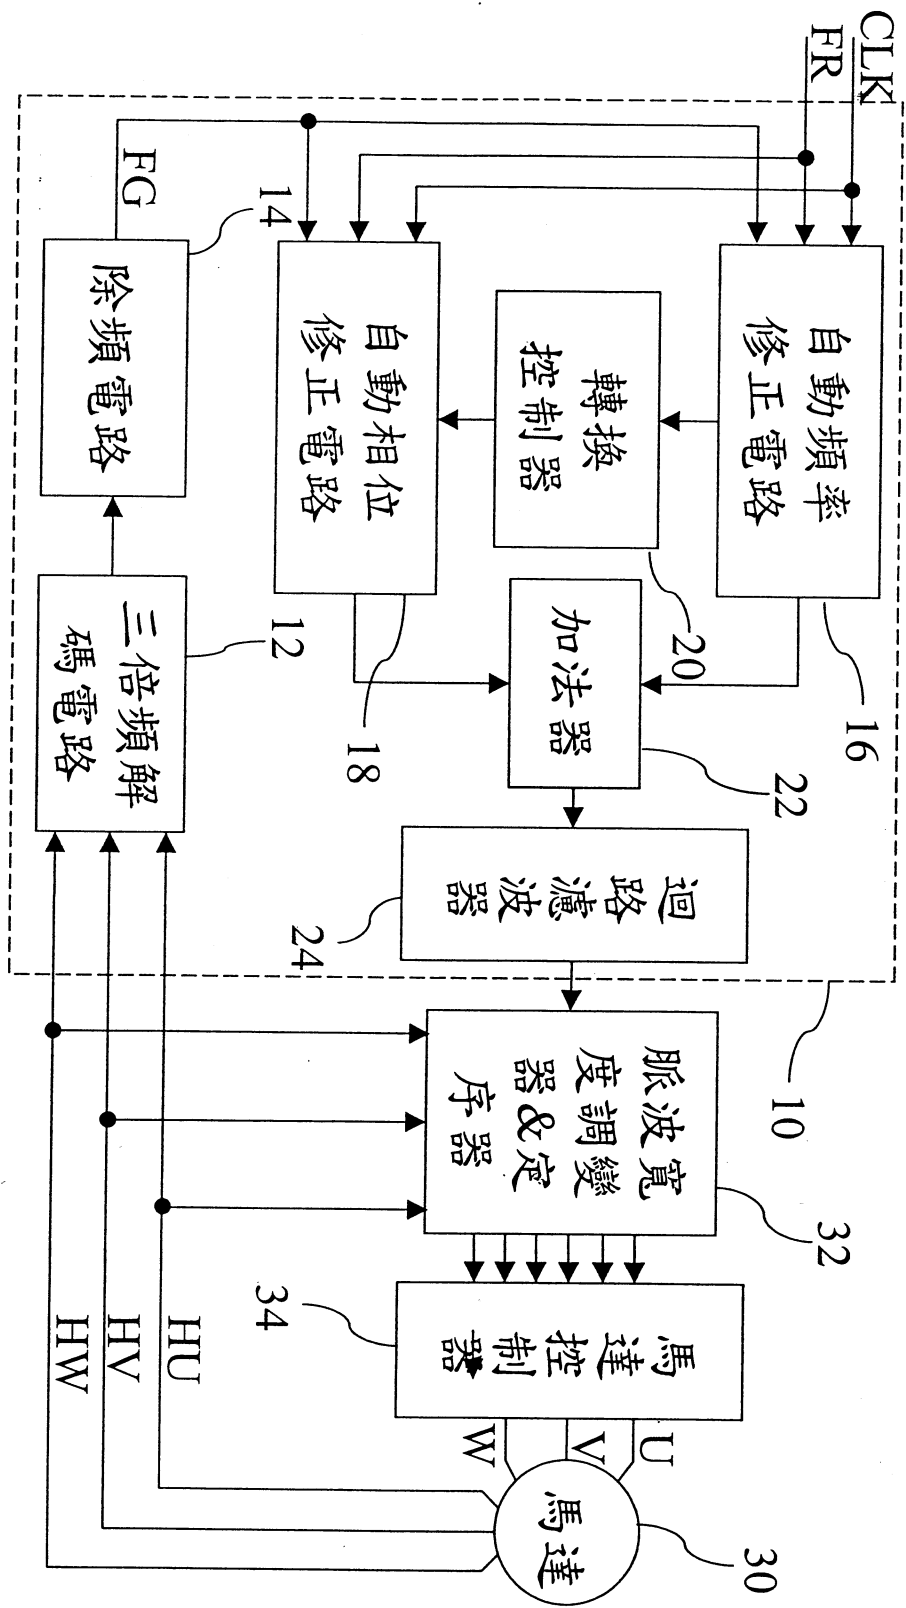 CLK
FR
自動頻率
修正電路
16
轉換
控制器
20
自動相位
修正電路
18
FG
除頻電路
14
三倍頻解
碼電路
12
加法器
22
迴
路
濾
波
器
24
10
脈波寬
度調變
器&定
序器
32
馬
達
控
制
器
34
U
V
W
馬達
30
HU
HV
HW